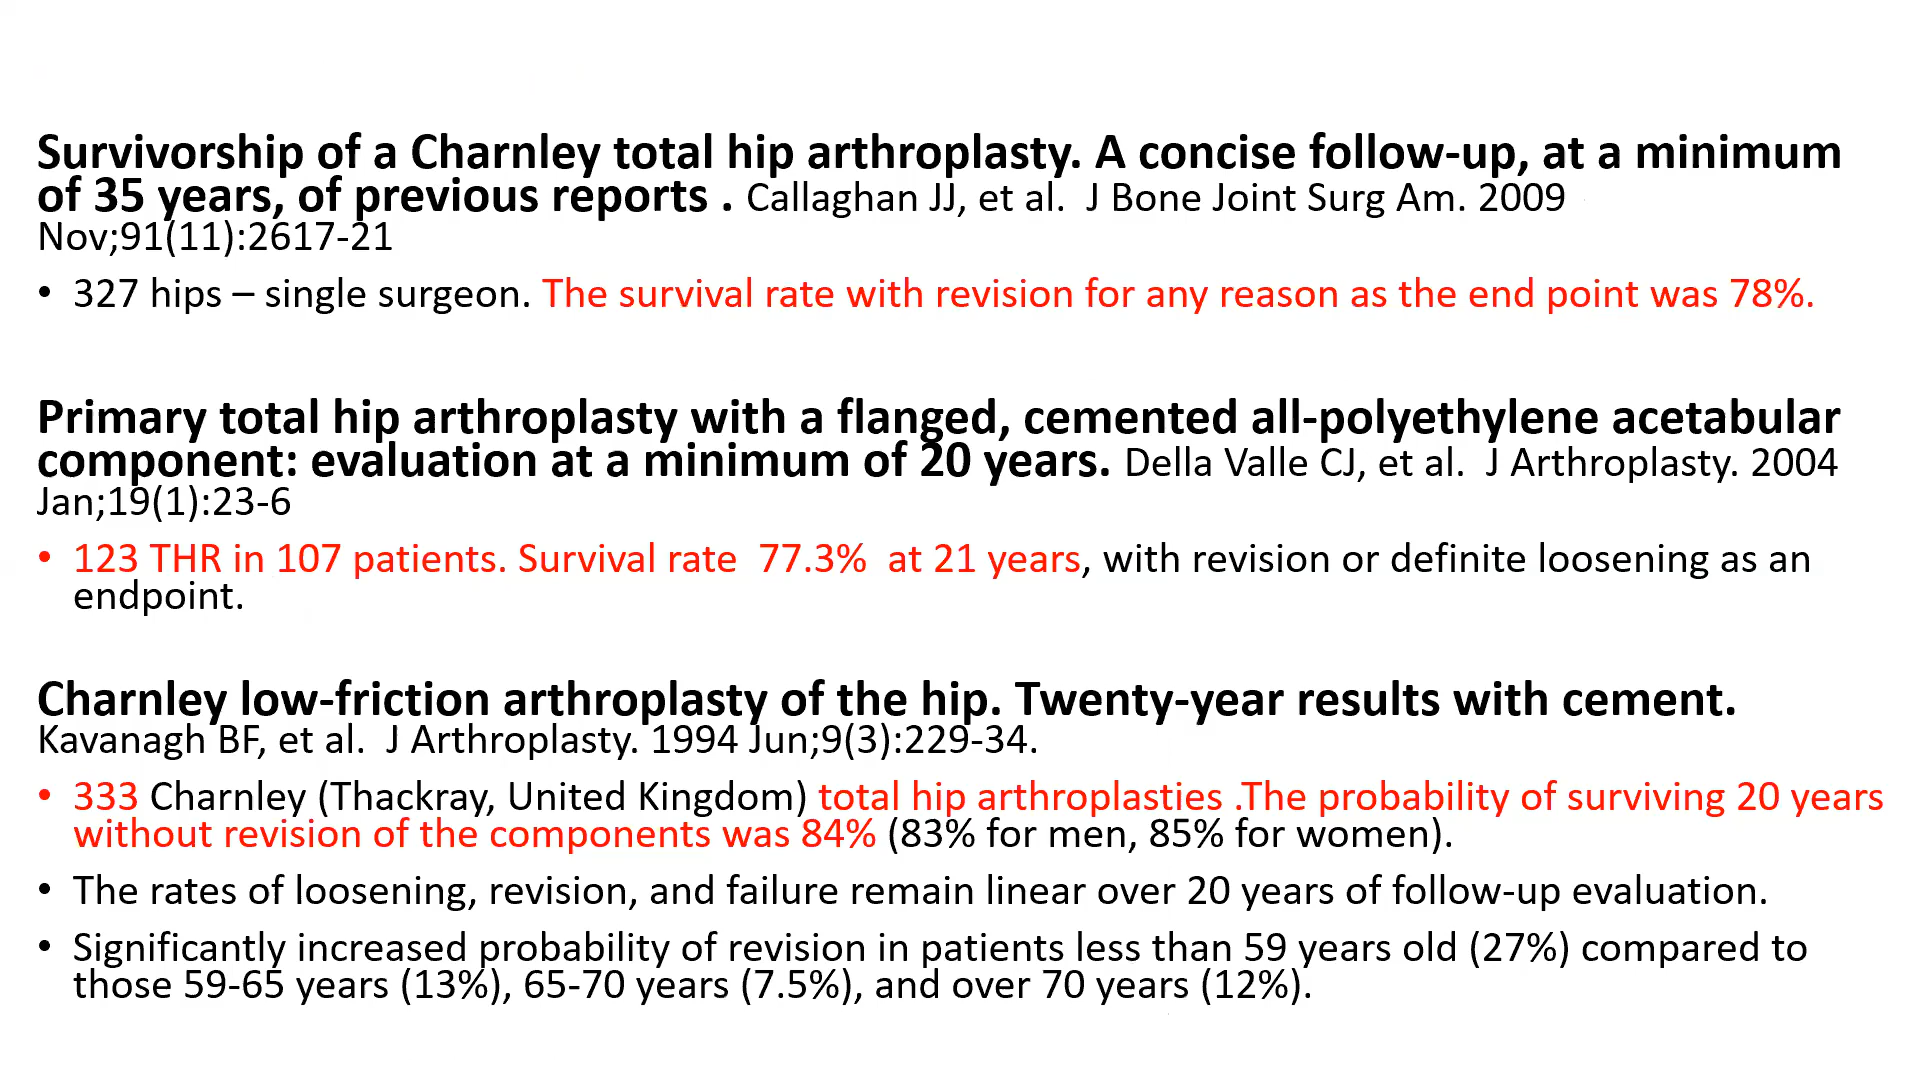 Survivorship of a Charnley total hip arthroplasty. A concise follow-up, at a minimum
of 35 years, of previous reports . Callaghan JJ, et al.  J Bone Joint Surg Am. 2009
Nov;91(11):2617-21
• 327 hips – single surgeon. The survival rate with revision for any reason as the end point was 78%.
Primary total hip arthroplasty with a flanged, cemented all-polyethylene acetabular
component: evaluation at a minimum of 20 years. Della Valle CJ, et al.  J Arthroplasty. 2004
Jan;19(1):23-6
• 123 THR in 107 patients. Survival rate  77.3%  at 21 years, with revision or definite loosening as an
endpoint.
Charnley low-friction arthroplasty of the hip. Twenty-year results with cement.
Kavanagh BF, et al.  J Arthroplasty. 1994 Jun;9(3):229-34.
• 333 Charnley (Thackray, United Kingdom) total hip arthroplasties .The probability of surviving 20 years
without revision of the components was 84% (83% for men, 85% for women).
• The rates of loosening, revision, and failure remain linear over 20 years of follow-up evaluation.
• Significantly increased probability of revision in patients less than 59 years old (27%) compared to
those 59-65 years (13%), 65-70 years (7.5%), and over 70 years (12%).